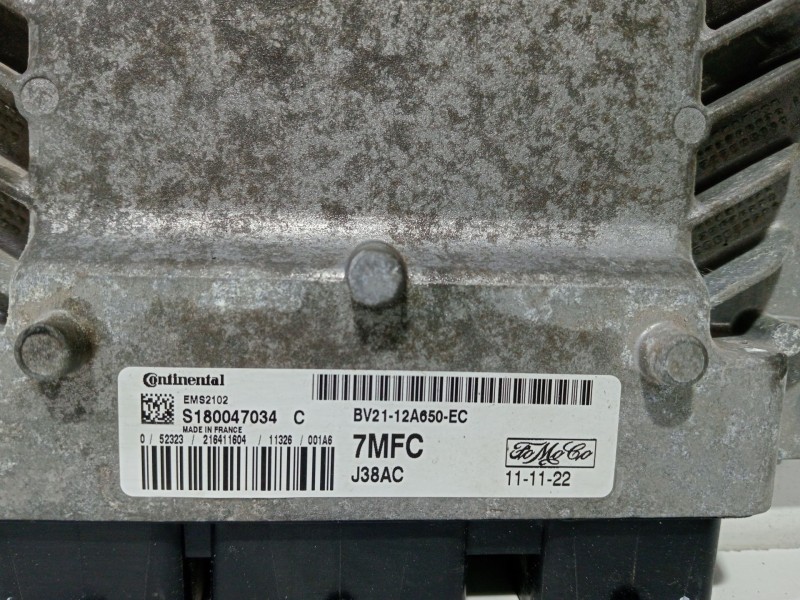 Continental
EMS2102
S180047034 C
MADE IN FRANCE
0 / 52323 / 216411604 / 11326 / 001A6
BV21-12A650-EC
7MFC
J38AC
FoMoCo
11-11-22